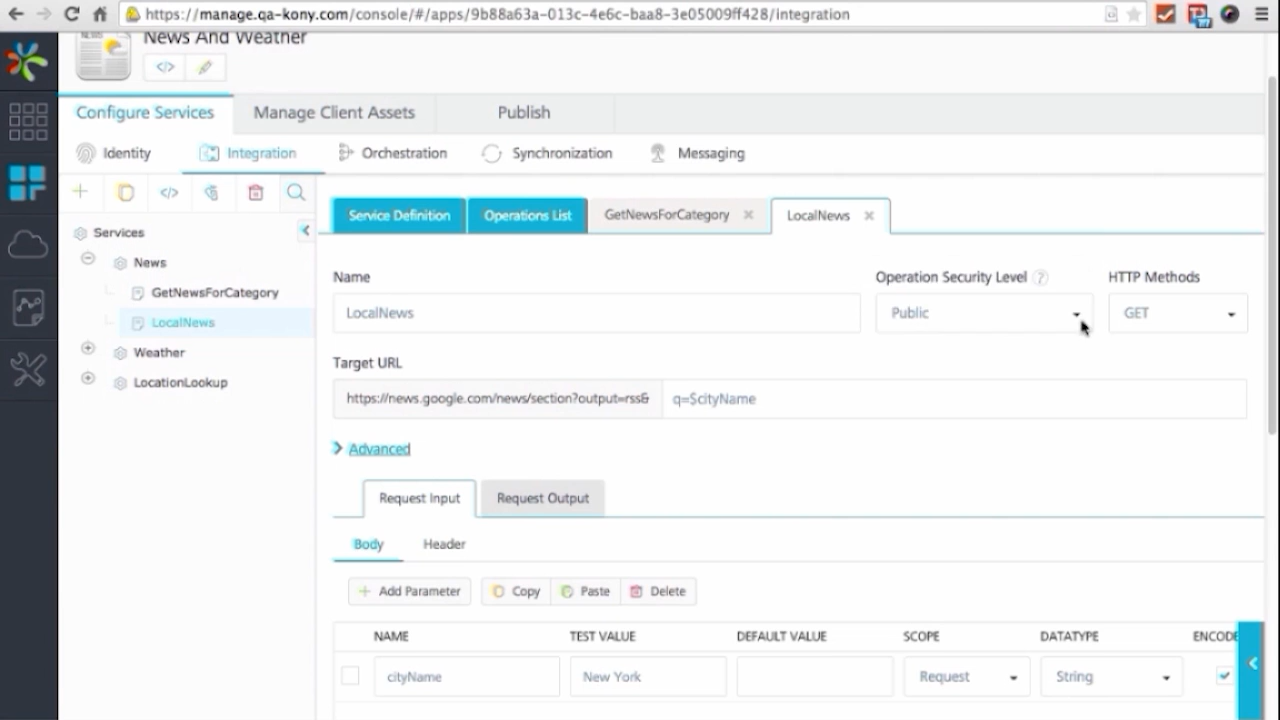 https://manage.qa-kony.com/console/#/apps/9b88a63a-013c-4e6c-baa8-3e05009ff428/integration
News And Weather
Configure Services Manage Client Assets Publish
Identity Integration Orchestration Synchronization Messaging
Service Definition Operations List GetNewsForCategory LocalNews
Services
News
GetNewsForCategory
LocalNews
Weather
LocationLookup
Name Operation Security Level ? HTTP Methods
LocalNews Public GET
Target URL
https://news.google.com/news/section?output=rss& q=$cityName
Advanced
Request Input Request Output
Body Header
Add Parameter Copy Paste Delete
NAME TEST VALUE DEFAULT VALUE SCOPE DATATYPE ENCODE
cityName New York Request String